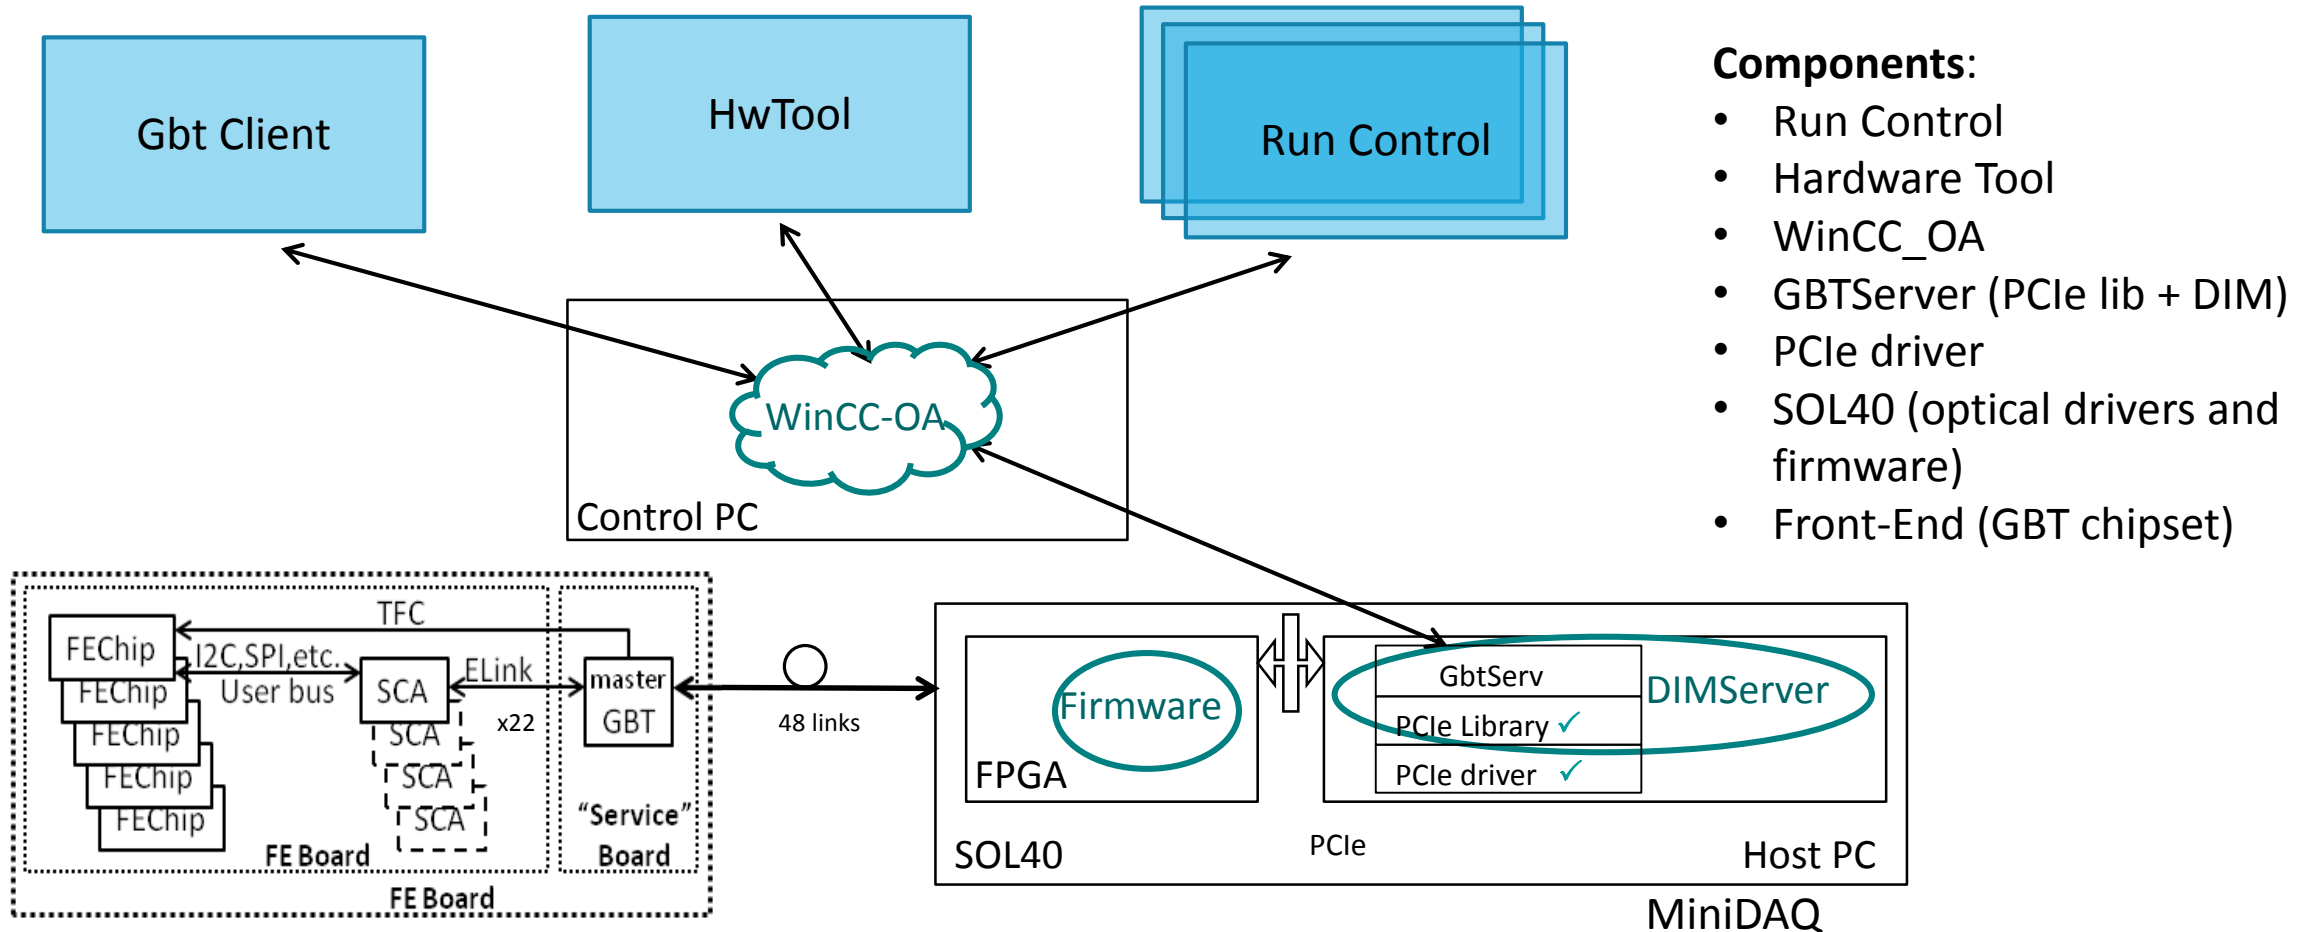 Gbt Client
HwTool
Run Control
Components:
• Run Control
• Hardware Tool
• WinCC_OA
• GBTServer (PCIe lib + DIM)
• PCIe driver
• SOL40 (optical drivers and
firmware)
• Front-End (GBT chipset)
WinCC-OA
Control PC
TFC
FEChip
I2C,SPI,etc.
User bus
SCA
ELink
x22
master
GBT
FEChip
SCA
FEChip
SCA
FEChip
SCA
FEChip
"Service"
Board
FE Board
FE Board
48 links
Firmware
FPGA
SOL40
PCIe
GbtServ
PCIe Library ✓
PCIe driver ✓
DIMServer
Host PC
MiniDAQ